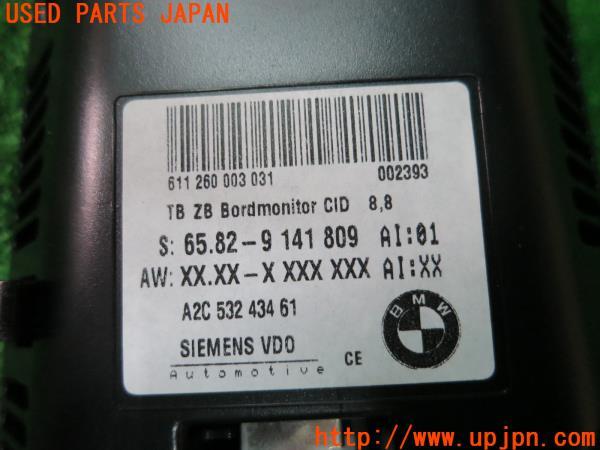 USED PARTS JAPAN
611 260 003 031 002393
TB ZB Bordmonitor CID 8,8
S: 65.82-9 141 809 AI:01
AW: XX.XX-X XXX XXX AI:XX
A2C 532 434 61
BMW
SIEMENS VDO
Automotive CE
https://www.upjpn.com/